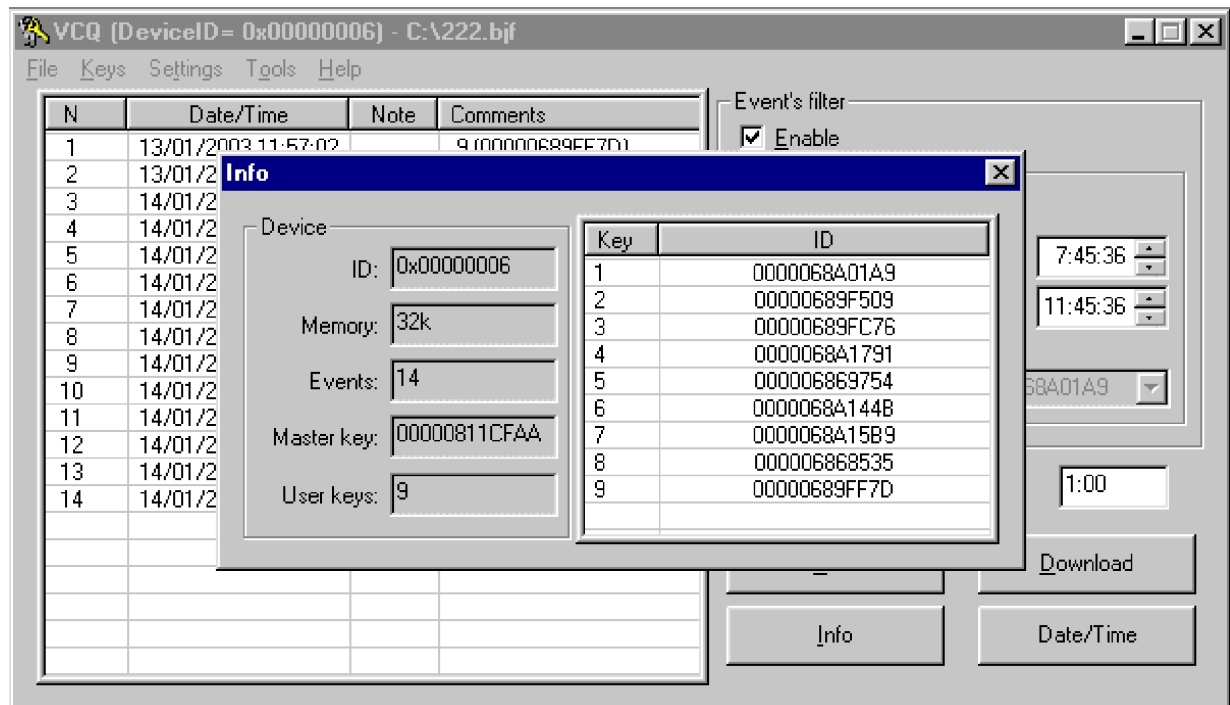 VCQ (DeviceID= 0x00000006) - C:\222.bjf
File Keys Settings Tools Help
N Date/Time Note Comments
1 13/01/2003 11:57:02 9 (00000689FF7D)
2 13/01/2
3 14/01/2
4 14/01/2
5 14/01/2
6 14/01/2
7 14/01/2
8 14/01/2
9 14/01/2
10 14/01/2
11 14/01/2
12 14/01/2
13 14/01/2
14 14/01/2
Event's filter
Enable
7:45:36
11:45:36
68A01A9
1:00
Download
Info
Date/Time
Info
Device
ID: 0x00000006
Memory: 32k
Events: 14
Master key: 00000811CFAA
User keys: 9
Key ID
1 0000068A01A9
2 00000689F509
3 00000689FC76
4 0000068A1791
5 000006869754
6 0000068A144B
7 0000068A15B9
8 000006868535
9 00000689FF7D